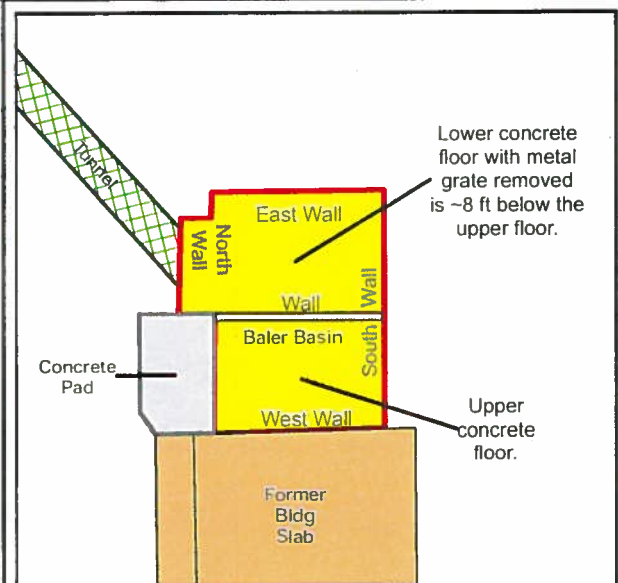 Tunnel
Lower concrete
floor with metal
grate removed
is ~8 ft below the
upper floor.
East Wall
North
Wall
Wall
South Wall
Baler Basin
Concrete
Pad
West Wall
Upper
concrete
floor.
Former
Bldg
Slab